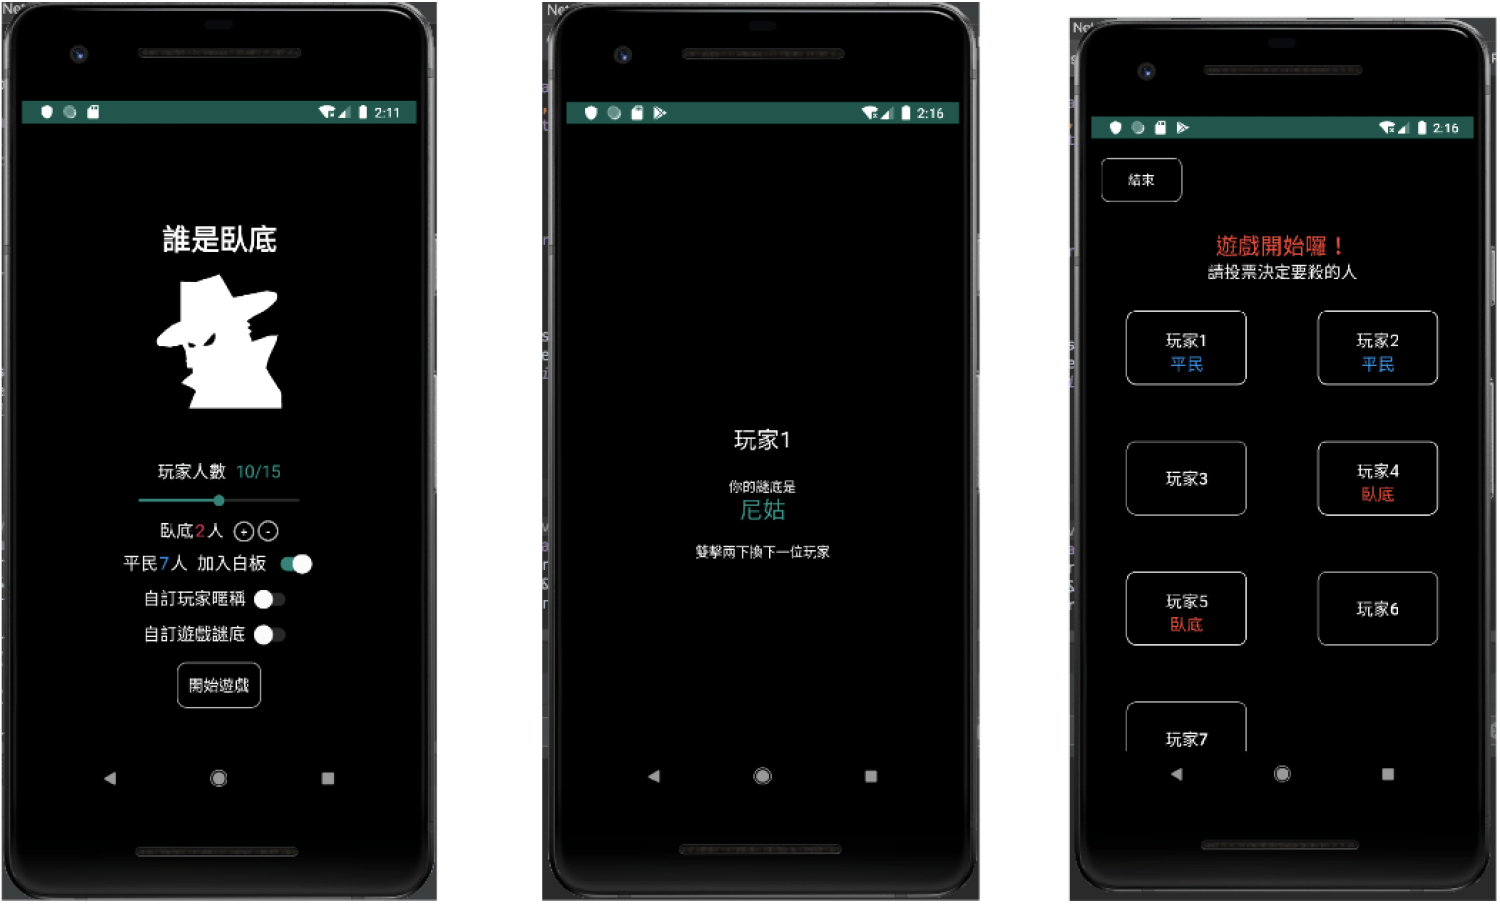 Net
2:11
誰是臥底
玩家人數 10/15
臥底2人 + -
平民7人 加入白板
自訂玩家暱稱
自訂遊戲謎底
開始遊戲
Net
2:16
玩家1
你的謎底是
尼姑
雙擊兩下換下一位玩家
2:16
結束
遊戲開始囉！
請投票決定要殺的人
玩家1
平民
玩家2
平民
玩家3
玩家4
臥底
玩家5
臥底
玩家6
玩家7